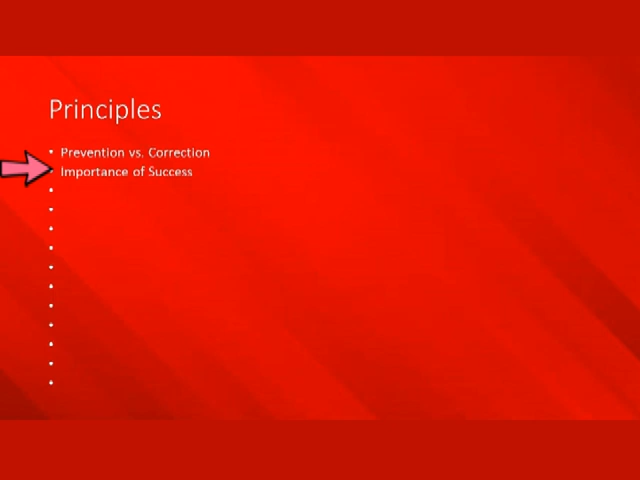 Principles
• Prevention vs. Correction
• Importance of Success